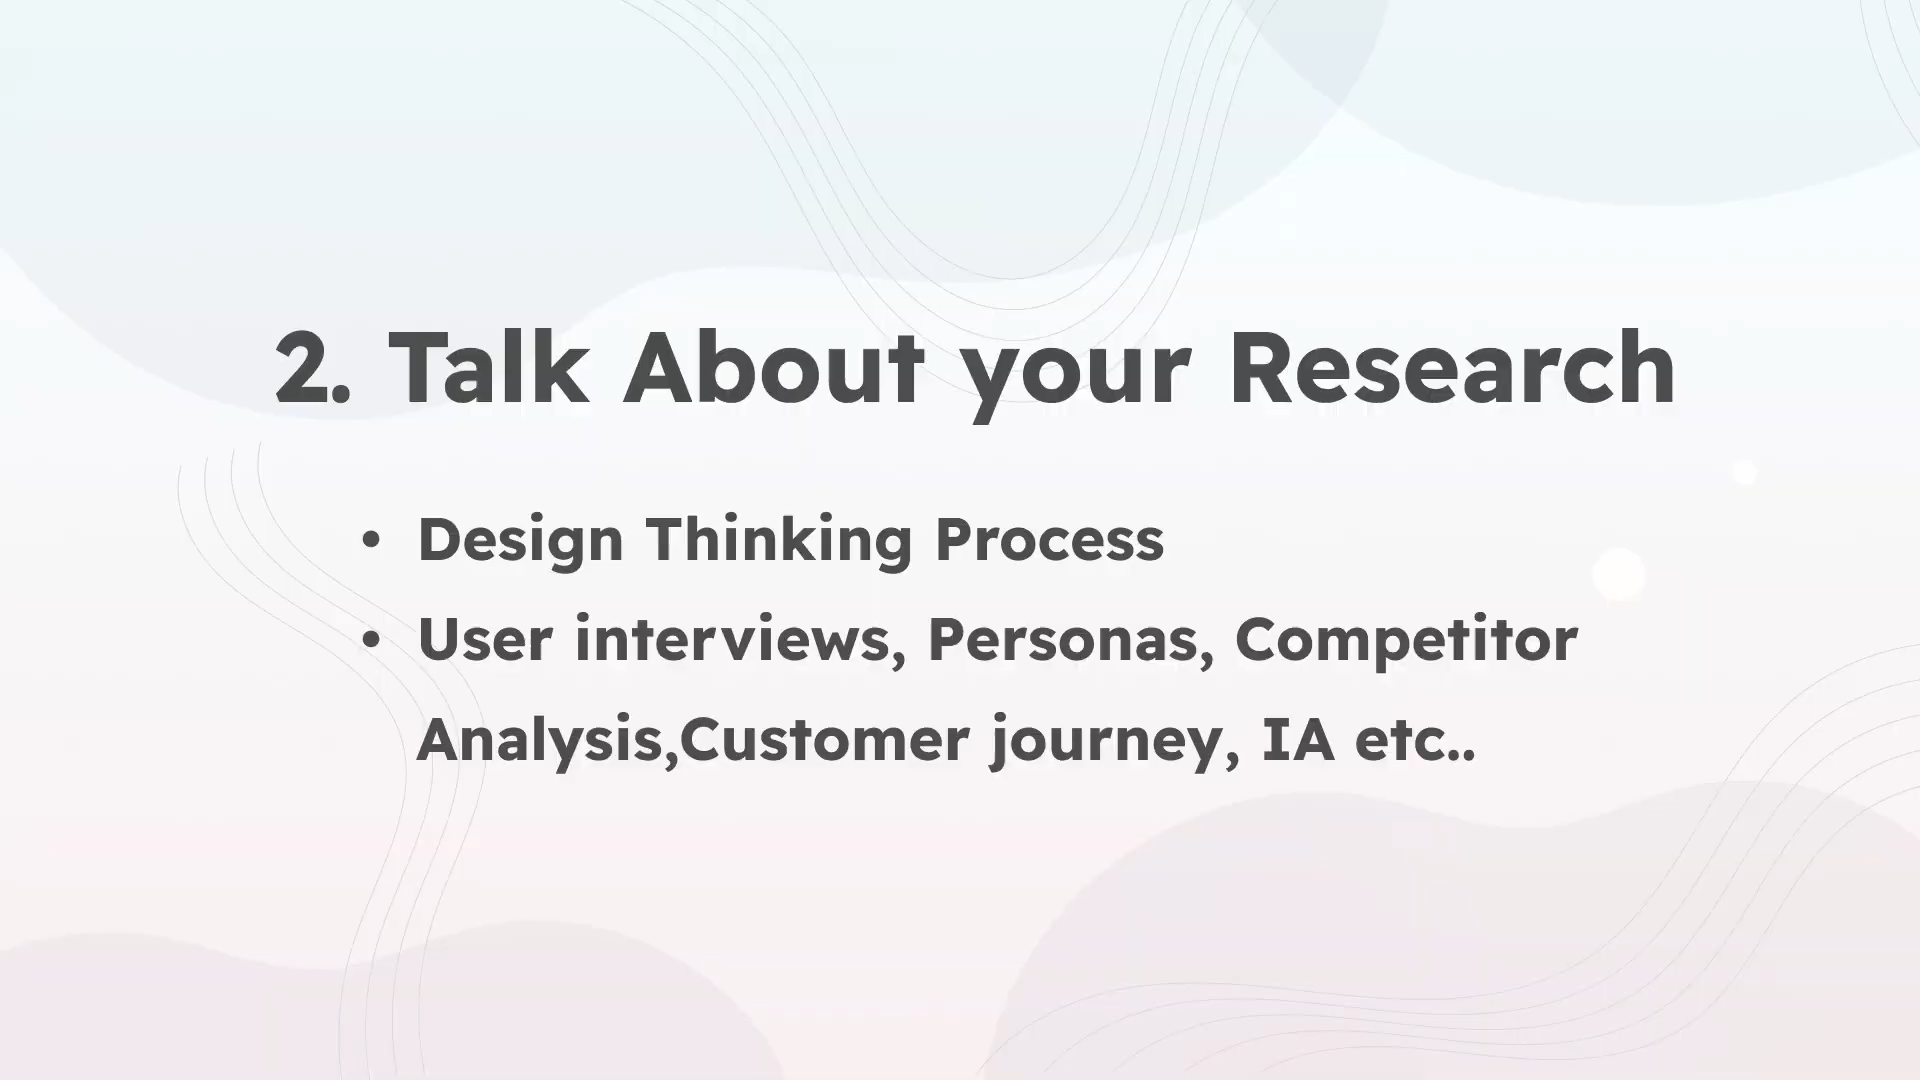 2. Talk About your Research
• Design Thinking Process
• User interviews, Personas, Competitor
Analysis,Customer journey, IA etc..